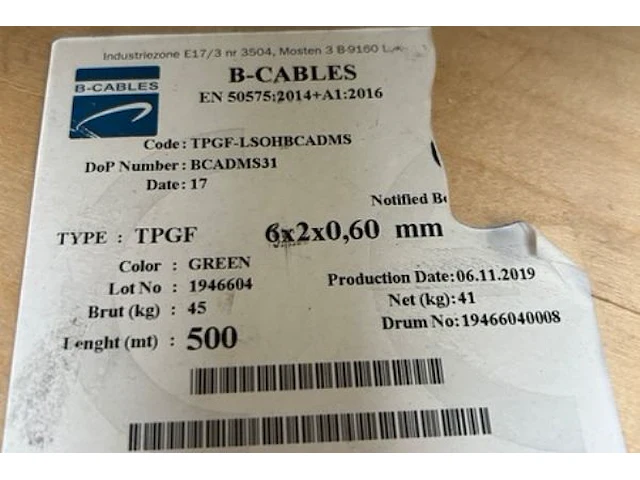 Industriezone E17/3 nr 3504, Mosten 3 B-9160
B-CABLES
B-CABLES
EN 50575:2014+A1:2016
Code: TPGF-LSOHBCADMS
DoP Number: BCADMS31
Date: 17
Notified
TYPE : TPGF 6x2x0,60 mm
Color : GREEN
Production Date:06.11.2019
Lot No : 1946604
Net (kg):41
Brut (kg) : 45
Drum No:19466040008
Lenght (mt) : 500